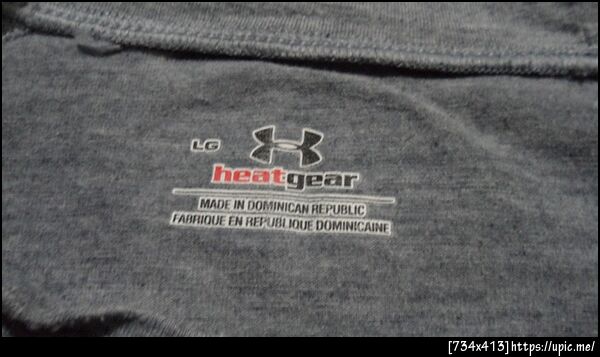 LG
heatgear
MADE IN DOMINICAN REPUBLIC
FABRIQUE EN REPUBLIQUE DOMINICAINE
[734x413]https://upic.me/